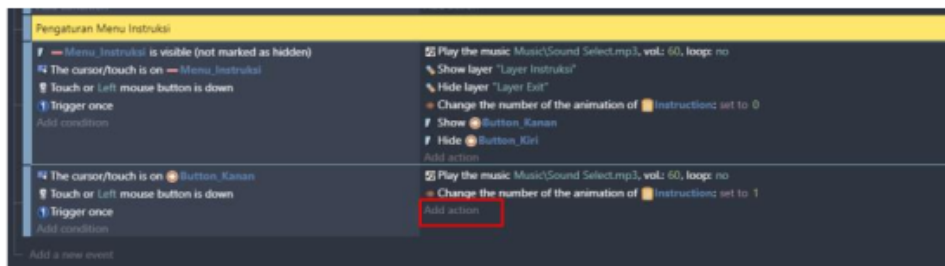 Pengaturan Menu Instruksi
Menu_Instruksi is visible (not marked as hidden)
The cursor/touch is on Menu_Instruksi
Touch or Left mouse button is down
Trigger once
Add condition
Play the music Music\Sound Select.mp3, vol.: 60, loop: no
Show layer "Layer Instruksi"
Hide layer "Layer Exit"
Change the number of the animation of Instruction: set to 0
Show Button_Kanan
Hide Button_Kiri
Add action
The cursor/touch is on Button_Kanan
Touch or Left mouse button is down
Trigger once
Add condition
Play the music Music\Sound Select.mp3, vol.: 60, loop: no
Change the number of the animation of Instruction: set to 1
Add action
Add a new event